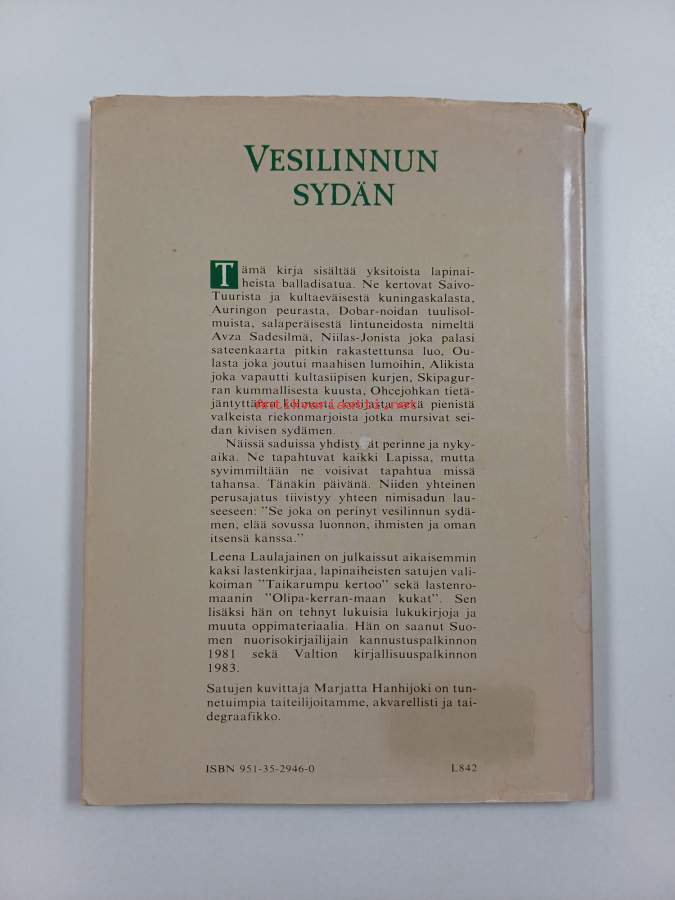 VESILINNUN
SYDÄN
Tämä kirja sisältää yksitoista lapinai-
heista balladisatua. Ne kertovat Saivo-
Tuurista ja kultaeväisestä kuningaskalasta,
Auringon peurasta, Dobar-noidan tuulisol-
muista, salaperäisestä lintuneidosta nimeltä
Avza Sadesilmä, Niilas-Jonista joka palasi
sateenkaarta pitkin rakastettunsa luo, Ou-
lasta joka joutui maahisen lumoihin, Alikista
joka vapautti kultasiipisen kurjen, Skipagur-
ran kummallisesta kuusta, Ohcejohkan tietä-
jäntyttären
Antikvariaatti.net
sekä pienistä
valkeista riekonmarjoista jotka mursivat sei-
dan kivisen sydämen.
Näissä saduissa yhdistyvät perinne ja nyky-
aika. Ne tapahtuvat kaikki Lapissa, mutta
syvimmiltään ne voisivat tapahtua missä
tahansa. Tänäkin päivänä. Niiden yhteinen
perusajatus tiivistyy yhteen nimisadun lau-
seeseen: "Se joka on perinyt vesilinnun sydä-
men, elää sovussa luonnon, ihmisten ja oman
itsensä kanssa."
Leena Laulajainen on julkaissut aikaisemmin
kaksi lastenkirjaa, lapinaiheisten satujen vali-
koiman "Taikarumpu kertoo" sekä lastenro-
maanin "Olipa-kerran-maan kukat". Sen
lisäksi hän on tehnyt lukuisia lukukirjoja ja
muuta oppimateriaalia. Hän on saanut Suo-
men nuorisokirjailijain kannustuspalkinnon
1981 sekä Valtion kirjallisuuspalkinnon
1983.
Satujen kuvittaja Marjatta Hanhijoki on tun-
netuimpia taiteilijoitamme, akvarellisti ja tai-
degraafikko.
ISBN 951-35-2946-0
L842